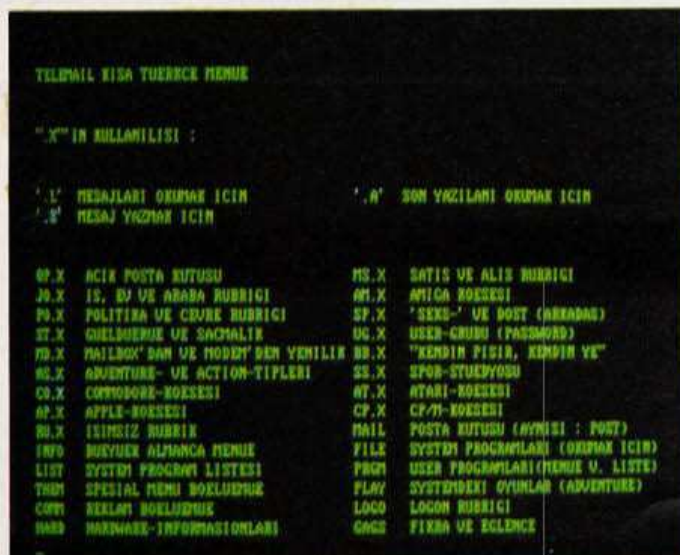 TELEMAIL KISA TUERKCE MENUE
".X"'IN KULLANILISI :
'.L' MESAJLARI OKUMAK ICIN '.A' SON YAZILANI OKUMAK ICIN
'.S' MESAJ YAZMAK ICIN
OP.X ACIK POSTA KUTUSU MS.X SATIS VE ALIS RUBRIGI
JO.X IS, EV VE ARABA RUBRIGI AM.X AMIGA KOESESI
PO.X POLITIKA VE CEVRE RUBRIGI SF.X 'SEKS-' VE DOST (ARKADAS)
ST.X GUELDUERUE VE SACMALIK UG.X USER-GRUBU (PASSWORD)
MD.X MAILBOX'DAN VE MODEM'DEN YENILIK BB.X "KENDIN PISIR, KENDIN YE"
AS.X ADVENTURE- VE ACTION-TIPLERI SS.X SPOR-STUEDYOSU
CO.X COMMODORE-KOESESI AT.X ATARI-KOESESI
AP.X APPLE-KOESESI CP.X CP/M-KOESESI
RU.X ISIMSIZ RUBRIK MAIL POSTA KUTUSU (AYNISI : POST)
INFO BUEYUEK ALMANCA MENUE FILE SYSTEM PROGRAMLARI (OKUMAK ICIN)
LIST SYSTEM PROGRAM LISTESI PRGM USER PROGRAMLARI(MENUE V. LISTE)
THEM SPESIAL MENU BOELUEMUE PLAY SYSTEMDEKI OYUNLAR (ADVENTURE)
COMM REKLAM BOELUEMUE LOGO LOGON RUBRIGI
HARD HARDWARE-INFORMASIONLARI GAGS FIKRA VE EGLENCE